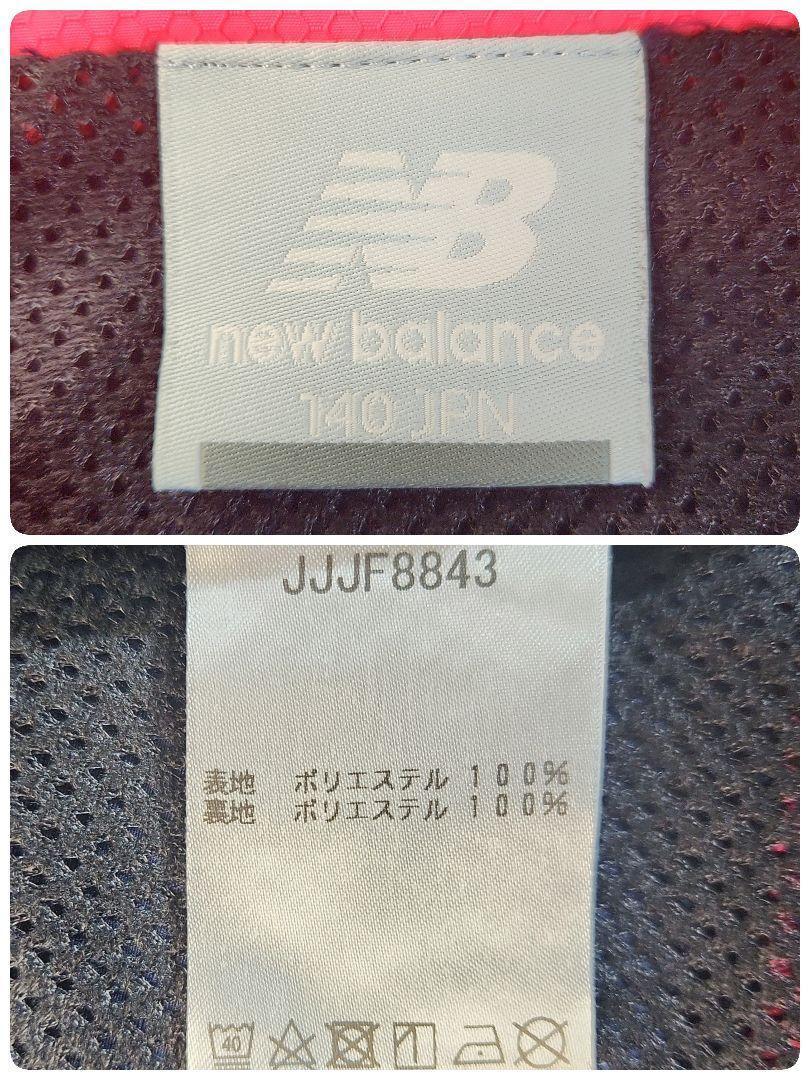 NB
new balance
140 JPN
JJJF8843
表地 ポリエステル 100%
裏地 ポリエステル 100%
40